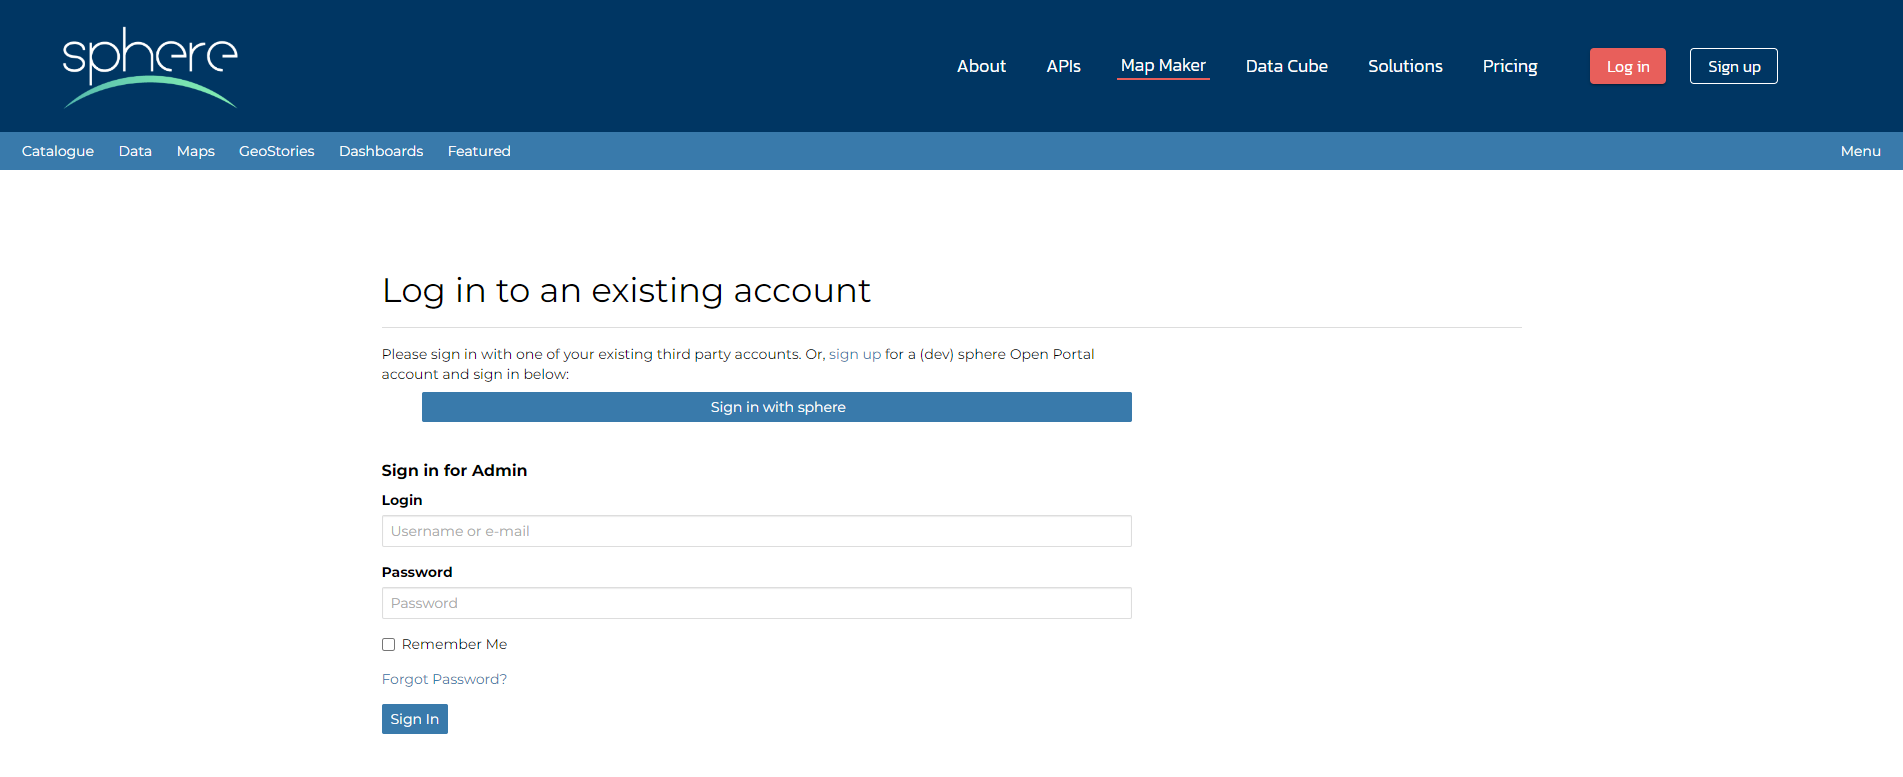 sphere
About APIs Map Maker Data Cube Solutions Pricing Log in Sign up
Catalogue Data Maps GeoStories Dashboards Featured Menu
Log in to an existing account
Please sign in with one of your existing third party accounts. Or, sign up for a (dev) sphere Open Portal
account and sign in below:
Sign in with sphere
Sign in for Admin
Login
Username or e-mail
Password
Password
Remember Me
Forgot Password?
Sign In